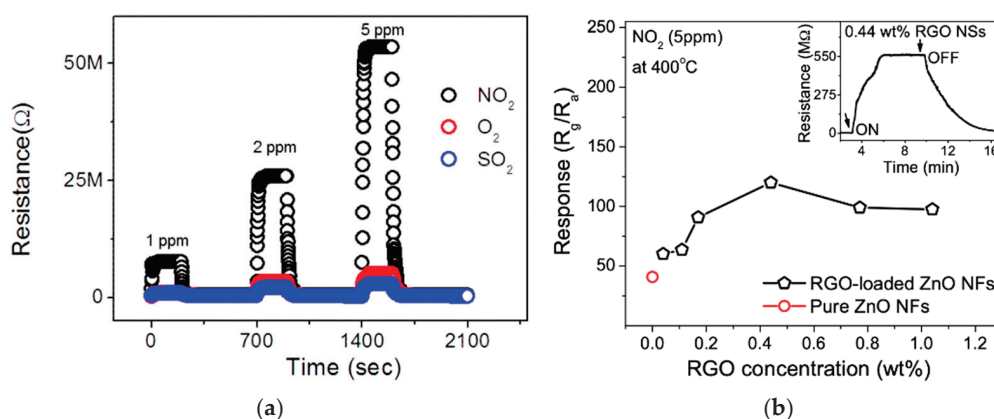 Resistance(Ω)
50M
25M
0
1 ppm
2 ppm
5 ppm
NO₂
O₂
SO₂
0 700 1400 2100
Time (sec)
(a)
Response (Rg/Ra)
250
200
150
100
50
NO₂ (5ppm)
at 400°C
0.44 wt% RGO NSs
Resistance (MΩ)
550
275
0
OFF
ON
4 8 12 16
Time (min)
RGO-loaded ZnO NFs
Pure ZnO NFs
0.0 0.2 0.4 0.6 0.8 1.0 1.2
RGO concentration (wt%)
(b)